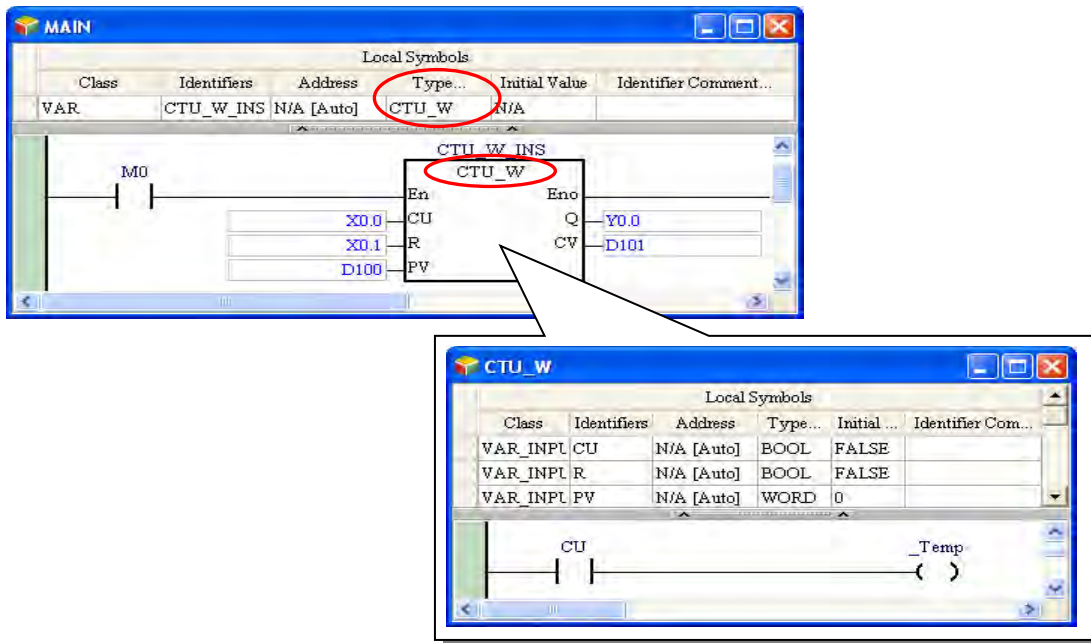 MAIN
Local Symbols
Class Identifiers Address Type... Initial Value Identifier Comment...
VAR CTU_W_INS N/A [Auto] CTU_W N/A
CTU_W_INS
M0 CTU_W
En Eno
X0.0 CU Q Y0.0
X0.1 R CV D101
D100 PV
CTU_W
Local Symbols
Class Identifiers Address Type... Initial ... Identifier Com...
VAR_INPU CU N/A [Auto] BOOL FALSE
VAR_INPU R N/A [Auto] BOOL FALSE
VAR_INPU PV N/A [Auto] WORD 0
CU _Temp